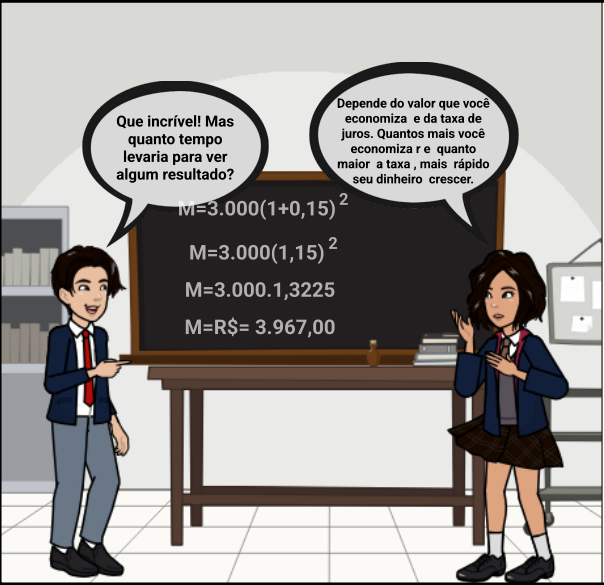 Que incrível! Mas
quanto tempo
levaria para ver
algum resultado?
Depende do valor que você
economiza e da taxa de
juros. Quantos mais você
economiza r e quanto
maior a taxa , mais rápido
seu dinheiro crescer.
M=3.000(1+0,15)²
M=3.000(1,15)²
M=3.000.1,3225
M=R$= 3.967,00